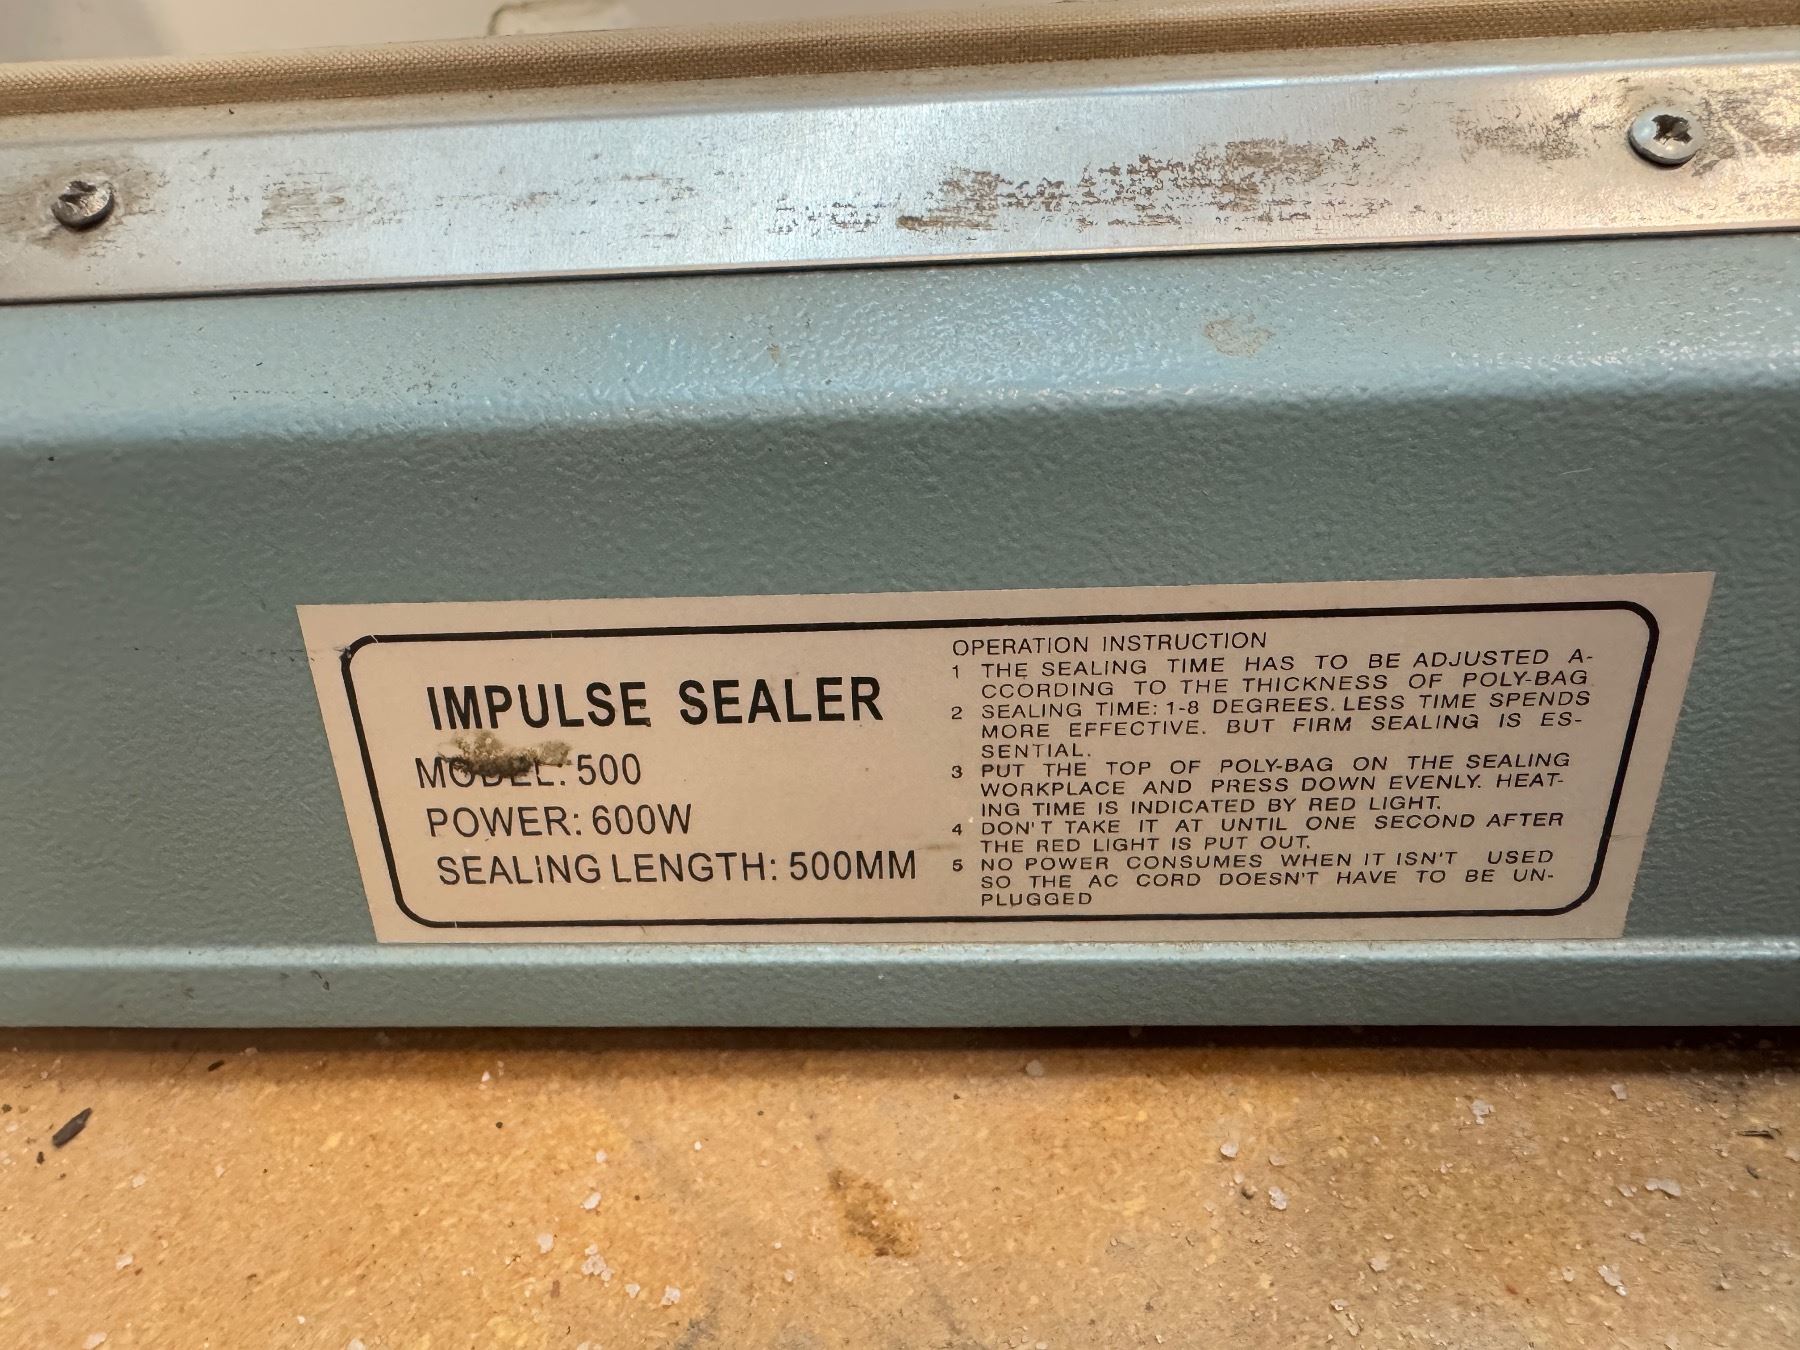 IMPULSE SEALER
MODEL: 500
POWER: 600W
SEALING LENGTH: 500MM
OPERATION INSTRUCTION
1 THE SEALING TIME HAS TO BE ADJUSTED A-
CCORDING TO THE THICKNESS OF POLY-BAG
2 SEALING TIME: 1-8 DEGREES. LESS TIME SPENDS
MORE EFFECTIVE. BUT FIRM SEALING IS ES-
SENTIAL.
3 PUT THE TOP OF POLY-BAG ON THE SEALING
WORKPLACE AND PRESS DOWN EVENLY. HEAT-
ING TIME IS INDICATED BY RED LIGHT.
4 DON'T TAKE IT AT UNTIL ONE SECOND AFTER
THE RED LIGHT IS PUT OUT.
5 NO POWER CONSUMES WHEN IT ISN'T USED
SO THE AC CORD DOESN'T HAVE TO BE UN-
PLUGGED